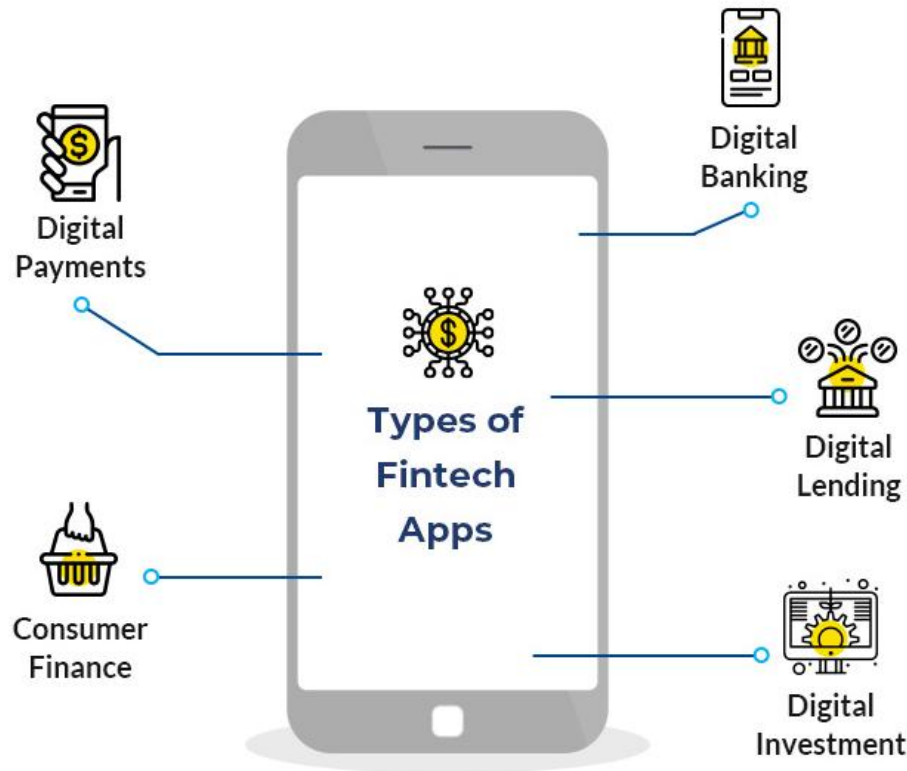 Digital
Banking
Digital
Payments
Types of
Fintech
Apps
Digital
Lending
Consumer
Finance
Digital
Investment